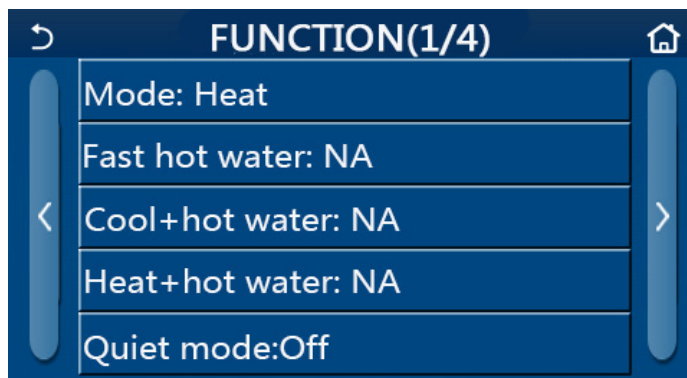 FUNCTION(1/4)
Mode: Heat
Fast hot water: NA
Cool+hot water: NA
Heat+hot water: NA
Quiet mode:Off